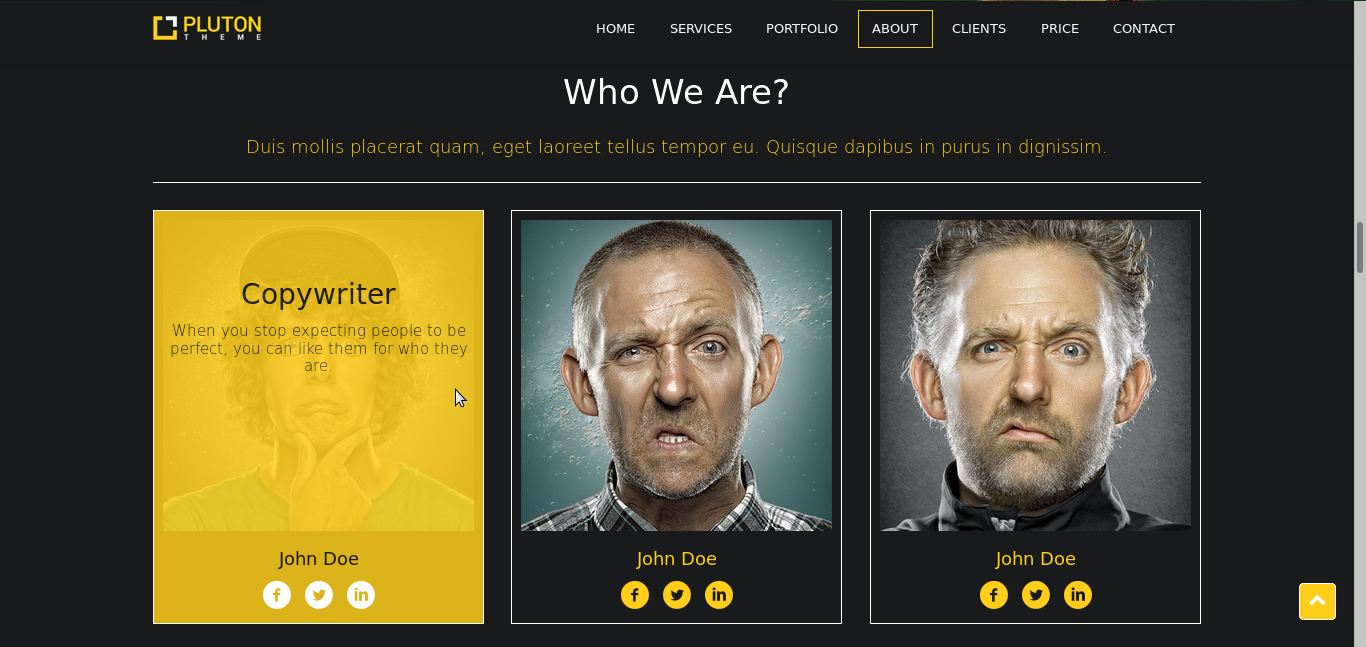 PLUTON
THEME
HOME SERVICES PORTFOLIO ABOUT CLIENTS PRICE CONTACT
Who We Are?
Duis mollis placerat quam, eget laoreet tellus tempor eu. Quisque dapibus in purus in dignissim.
Copywriter
When you stop expecting people to be
perfect, you can like them for who they
are.
John Doe
f in
John Doe
f in
John Doe
f in